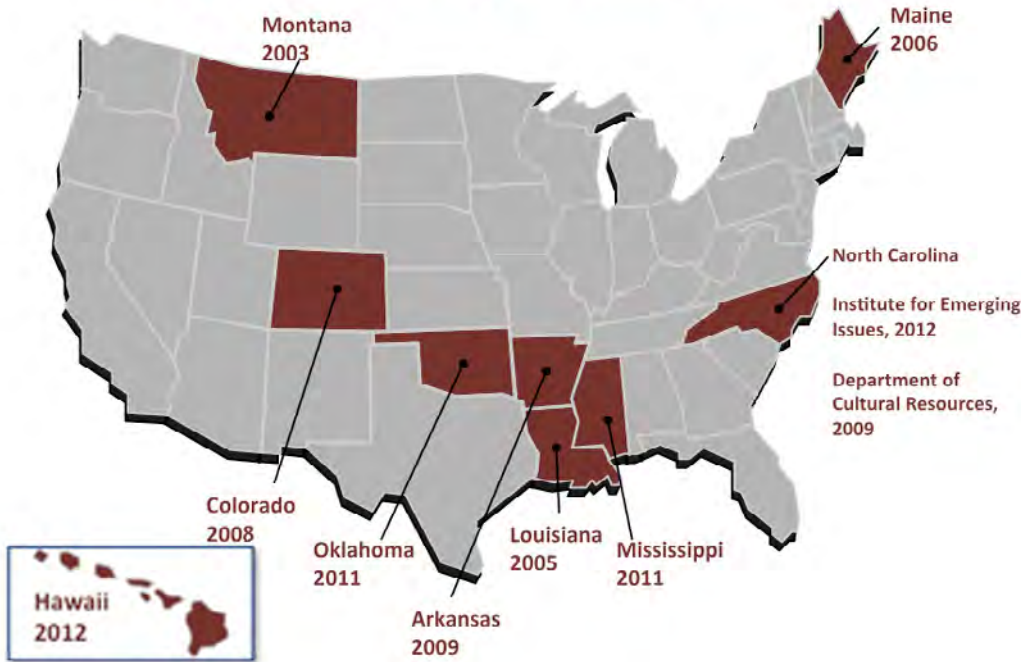 Montana
2003
Maine
2006
North Carolina
Institute for Emerging
Issues, 2012
Department of
Cultural Resources,
2009
Colorado
2008
Oklahoma
2011
Louisiana
2005
Mississippi
2011
Arkansas
2009
Hawaii
2012